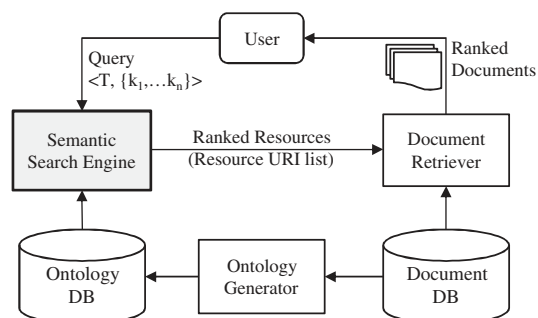 User
Query
<T, {k1,…kn}>
Ranked
Documents
Semantic
Search Engine
Ranked Resources
(Resource URI list)
Document
Retriever
Ontology
DB
Ontology
Generator
Document
DB